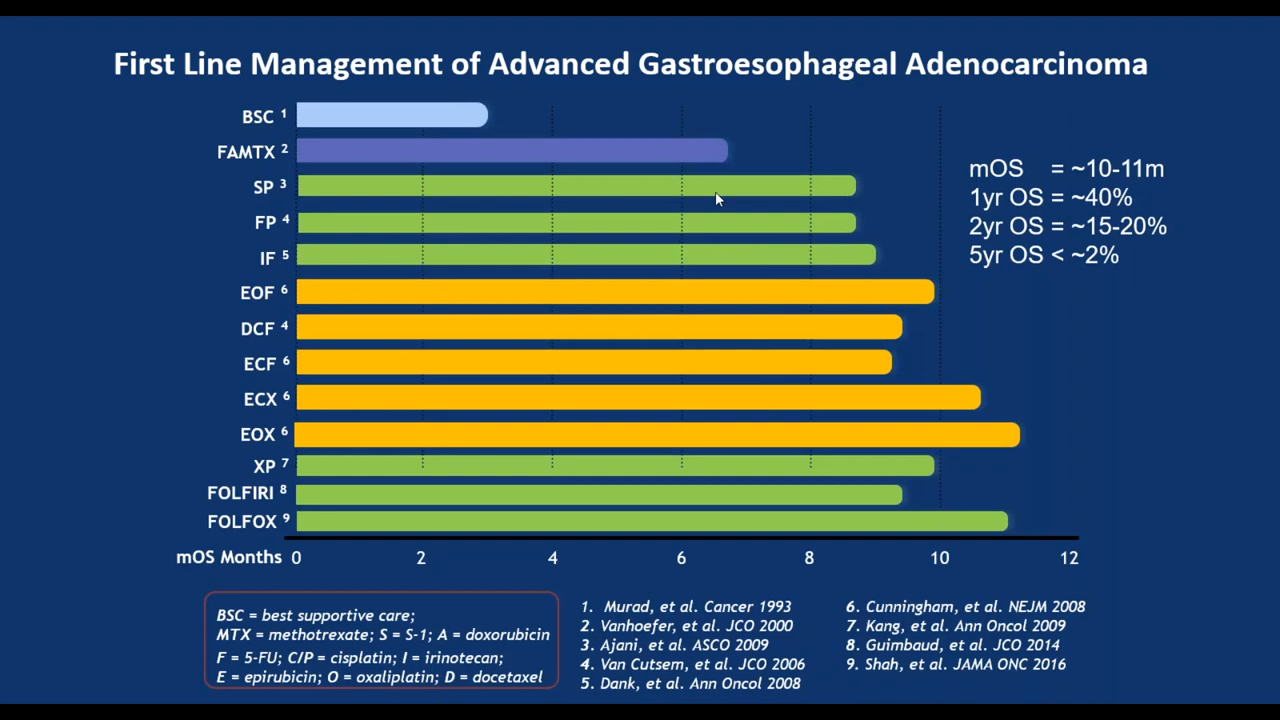 First Line Management of Advanced Gastroesophageal Adenocarcinoma
BSC ¹
FAMTX ²
SP ³
FP ⁴
IF ⁵
EOF ⁶
DCF ⁴
ECF ⁶
ECX ⁶
EOX ⁶
XP ⁷
FOLFIRI ⁸
FOLFOX ⁹
mOS Months 0 2 4 6 8 10 12
mOS = ~10-11m
1yr OS = ~40%
2yr OS = ~15-20%
5yr OS < ~2%
BSC = best supportive care;
MTX = methotrexate; S = S-1; A = doxorubicin
F = 5-FU; C/P = cisplatin; I = irinotecan;
E = epirubicin; O = oxaliplatin; D = docetaxel
1. Murad, et al. Cancer 1993
2. Vanhoefer, et al. JCO 2000
3. Ajani, et al. ASCO 2009
4. Van Cutsem, et al. JCO 2006
5. Dank, et al. Ann Oncol 2008
6. Cunningham, et al. NEJM 2008
7. Kang, et al. Ann Oncol 2009
8. Guimbaud, et al. JCO 2014
9. Shah, et al. JAMA ONC 2016